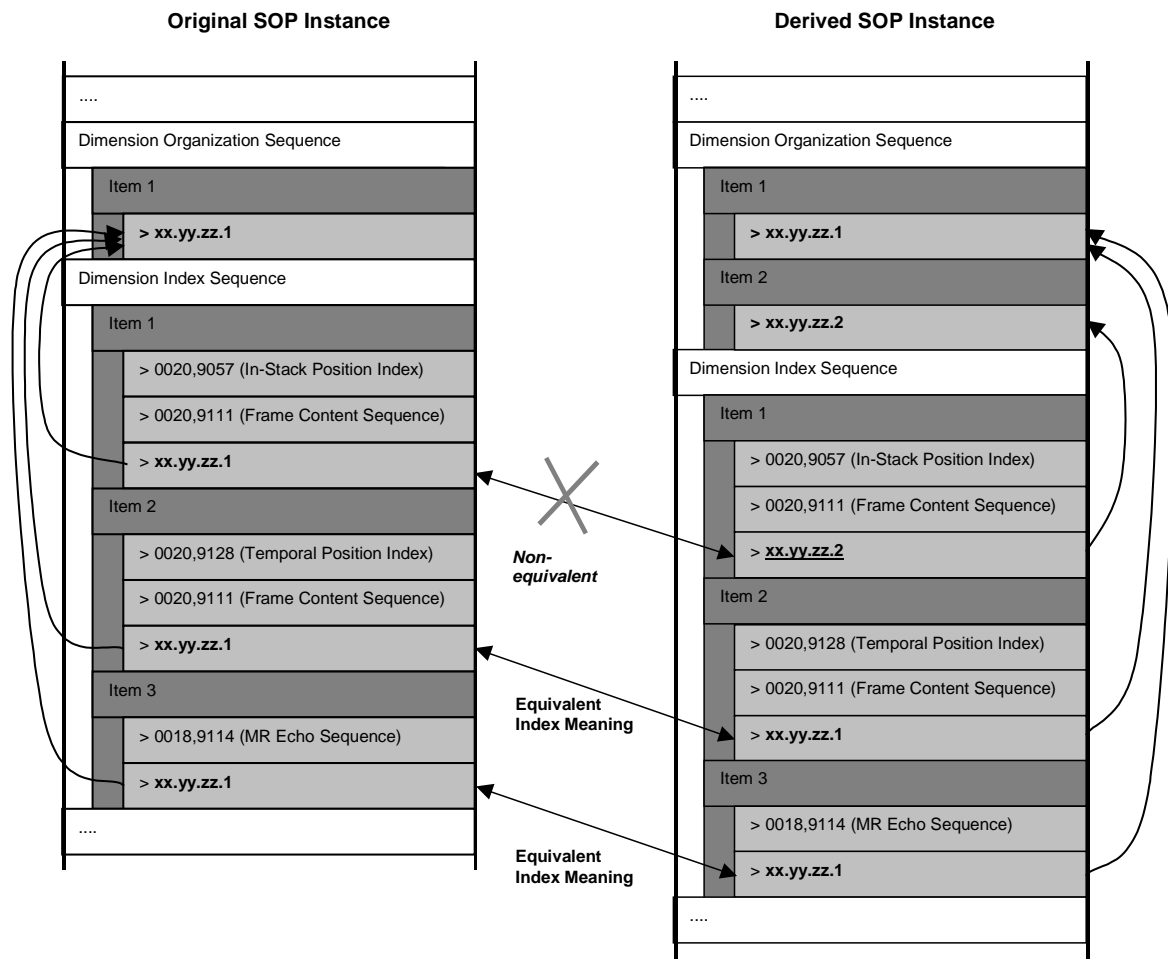 Original SOP Instance
....
Dimension Organization Sequence
Item 1
> xx.yy.zz.1
Dimension Index Sequence
Item 1
> 0020,9057 (In-Stack Position Index)
> 0020,9111 (Frame Content Sequence)
> xx.yy.zz.1
Item 2
> 0020,9128 (Temporal Position Index)
> 0020,9111 (Frame Content Sequence)
> xx.yy.zz.1
Item 3
> 0018,9114 (MR Echo Sequence)
> xx.yy.zz.1
....
Non-
equivalent
Equivalent
Index Meaning
Equivalent
Index Meaning
Derived SOP Instance
....
Dimension Organization Sequence
Item 1
> xx.yy.zz.1
Item 2
> xx.yy.zz.2
Dimension Index Sequence
Item 1
> 0020,9057 (In-Stack Position Index)
> 0020,9111 (Frame Content Sequence)
> xx.yy.zz.2
Item 2
> 0020,9128 (Temporal Position Index)
> 0020,9111 (Frame Content Sequence)
> xx.yy.zz.1
Item 3
> 0018,9114 (MR Echo Sequence)
> xx.yy.zz.1
....